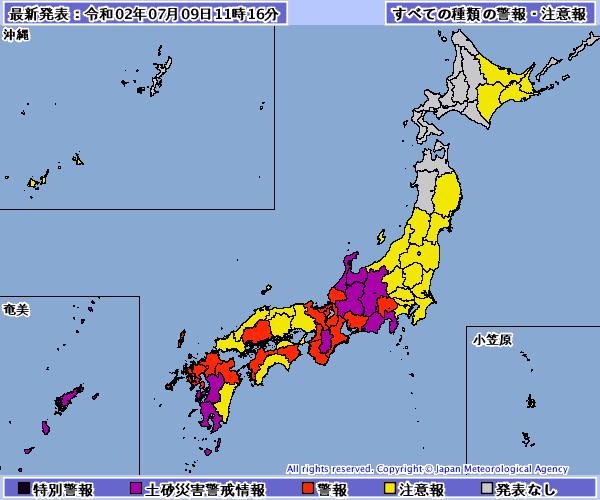 最新発表：令和02年07月09日11時16分
すべての種類の警報・注意報
沖縄
奄美
小笠原
All rights reserved. Copyright © Japan Meteorological Agency
特別警報 土砂災害警戒情報 警報 注意報 発表なし